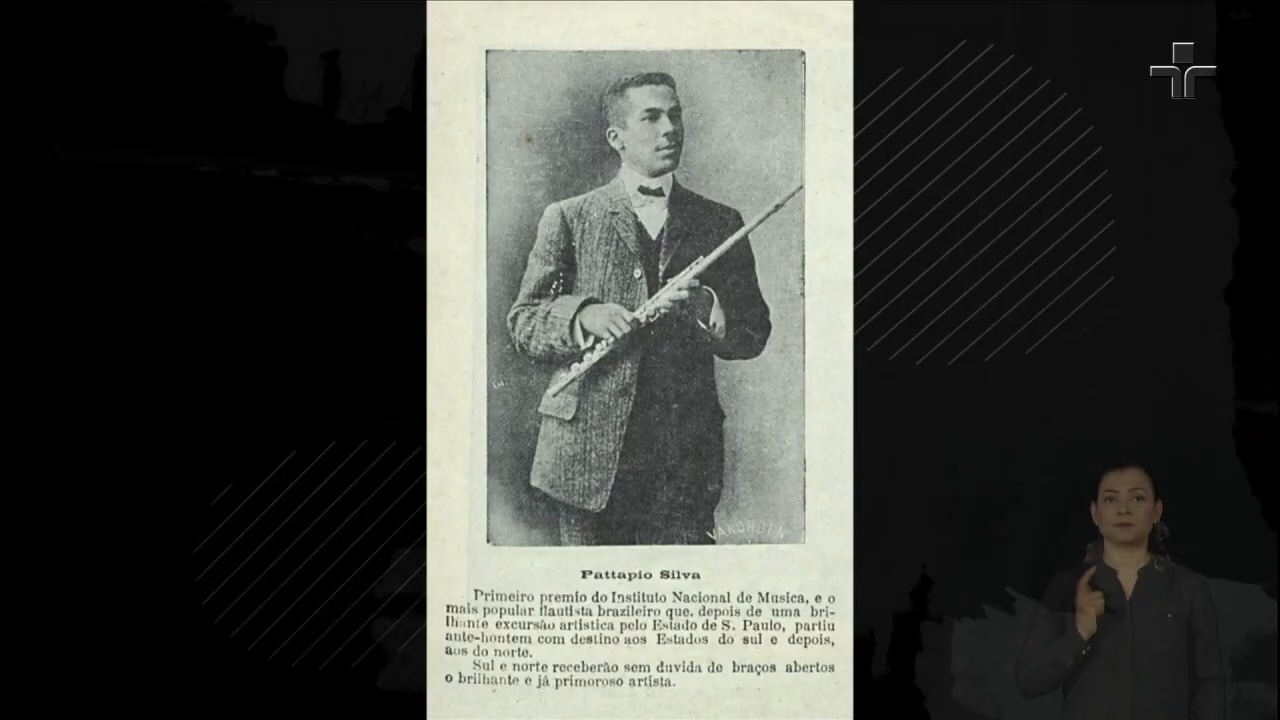 VAKORDTA
Pattapio Silva
Primeiro premio do Instituto Nacional de Musica, e o
mais popular flautista brazileiro que, depois de uma bri-
lhante excursão artistica pelo Estado de S. Paulo, partiu
ante-hontem com destino aos Estados do sul e depois,
aos do norte.
Sul e norte receberão sem duvida de braços abertos
o brilhante e já primoroso artista.